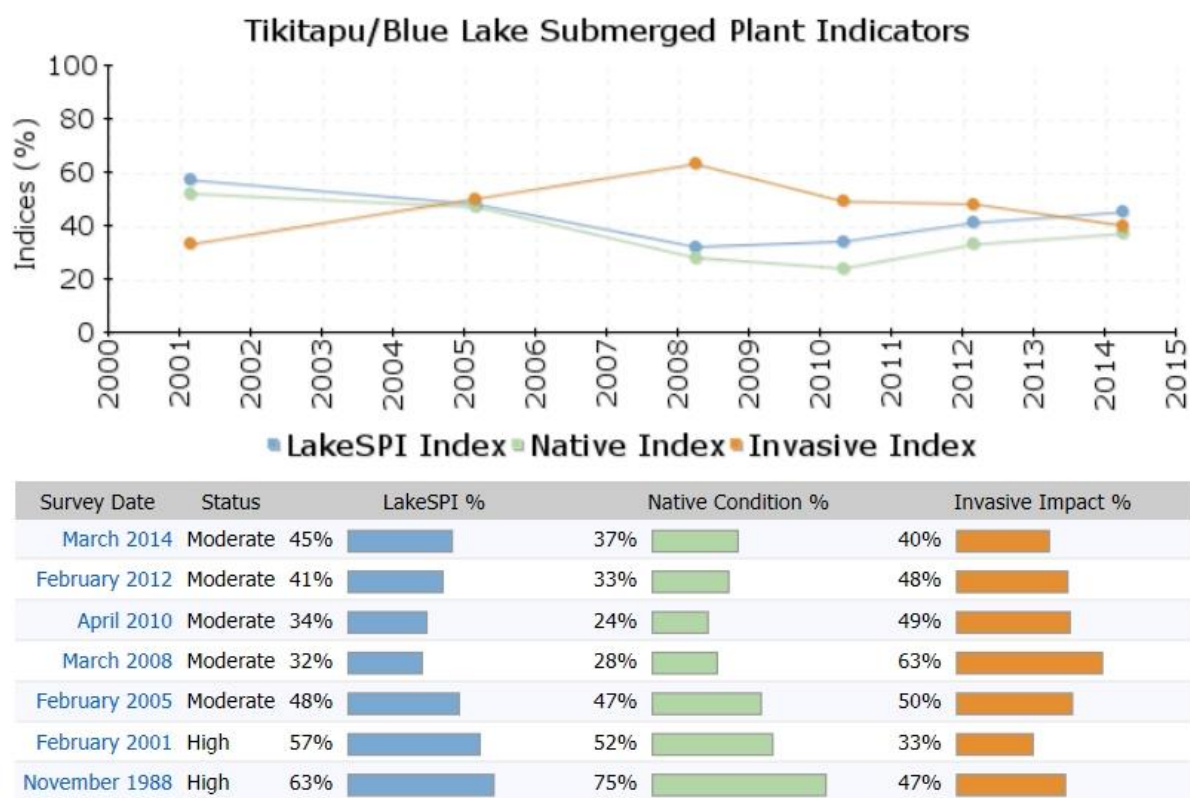 Tikitapu/Blue Lake Submerged Plant Indicators
Indices (%)
100
80
60
40
20
0
2000 2001 2002 2003 2004 2005 2006 2007 2008 2010 2012 2013 2014 2015
LakeSPI Index Native Index Invasive Index
Survey Date Status LakeSPI % Native Condition % Invasive Impact %
March 2014 Moderate 45% 37% 40%
February 2012 Moderate 41% 33% 48%
April 2010 Moderate 34% 24% 49%
March 2008 Moderate 32% 28% 63%
February 2005 Moderate 48% 47% 50%
February 2001 High 57% 52% 33%
November 1988 High 63% 75% 47%